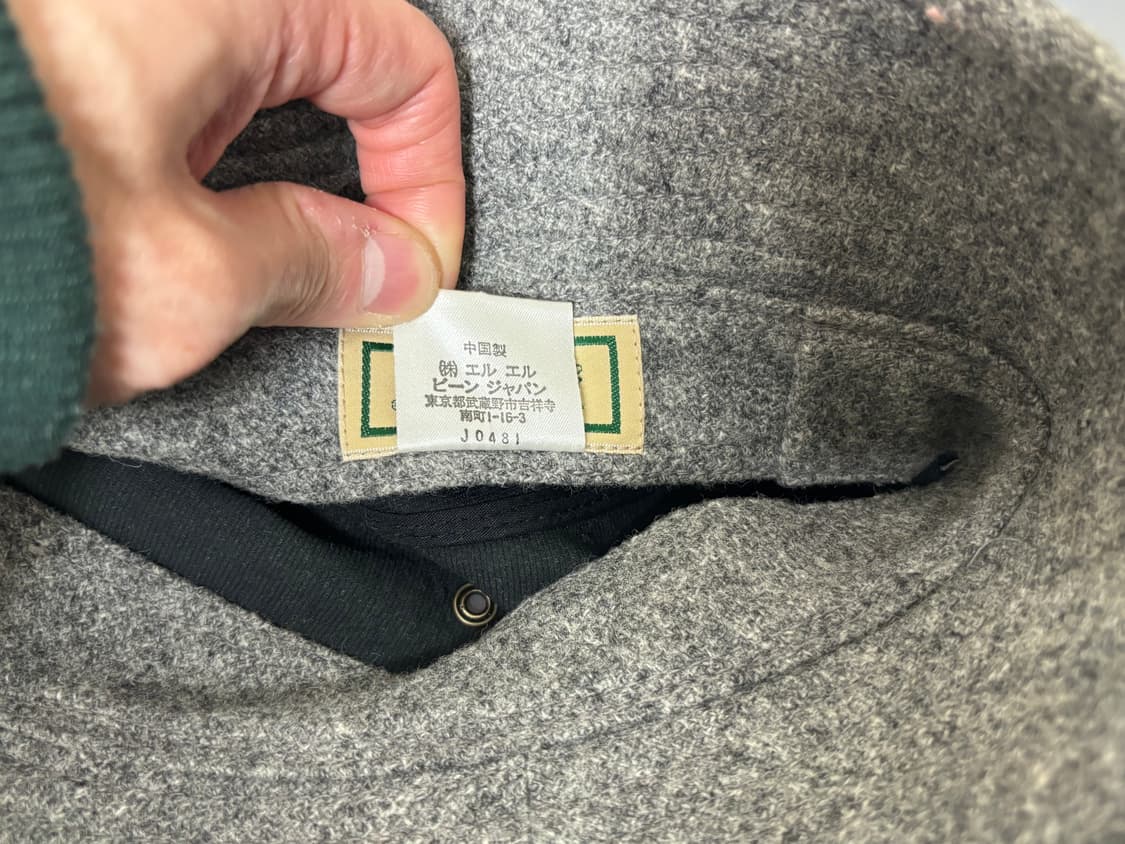 中国製
㈱ エル エル
ビーン ジャパン
東京都武蔵野市吉祥寺
南町1-16-3
J0481